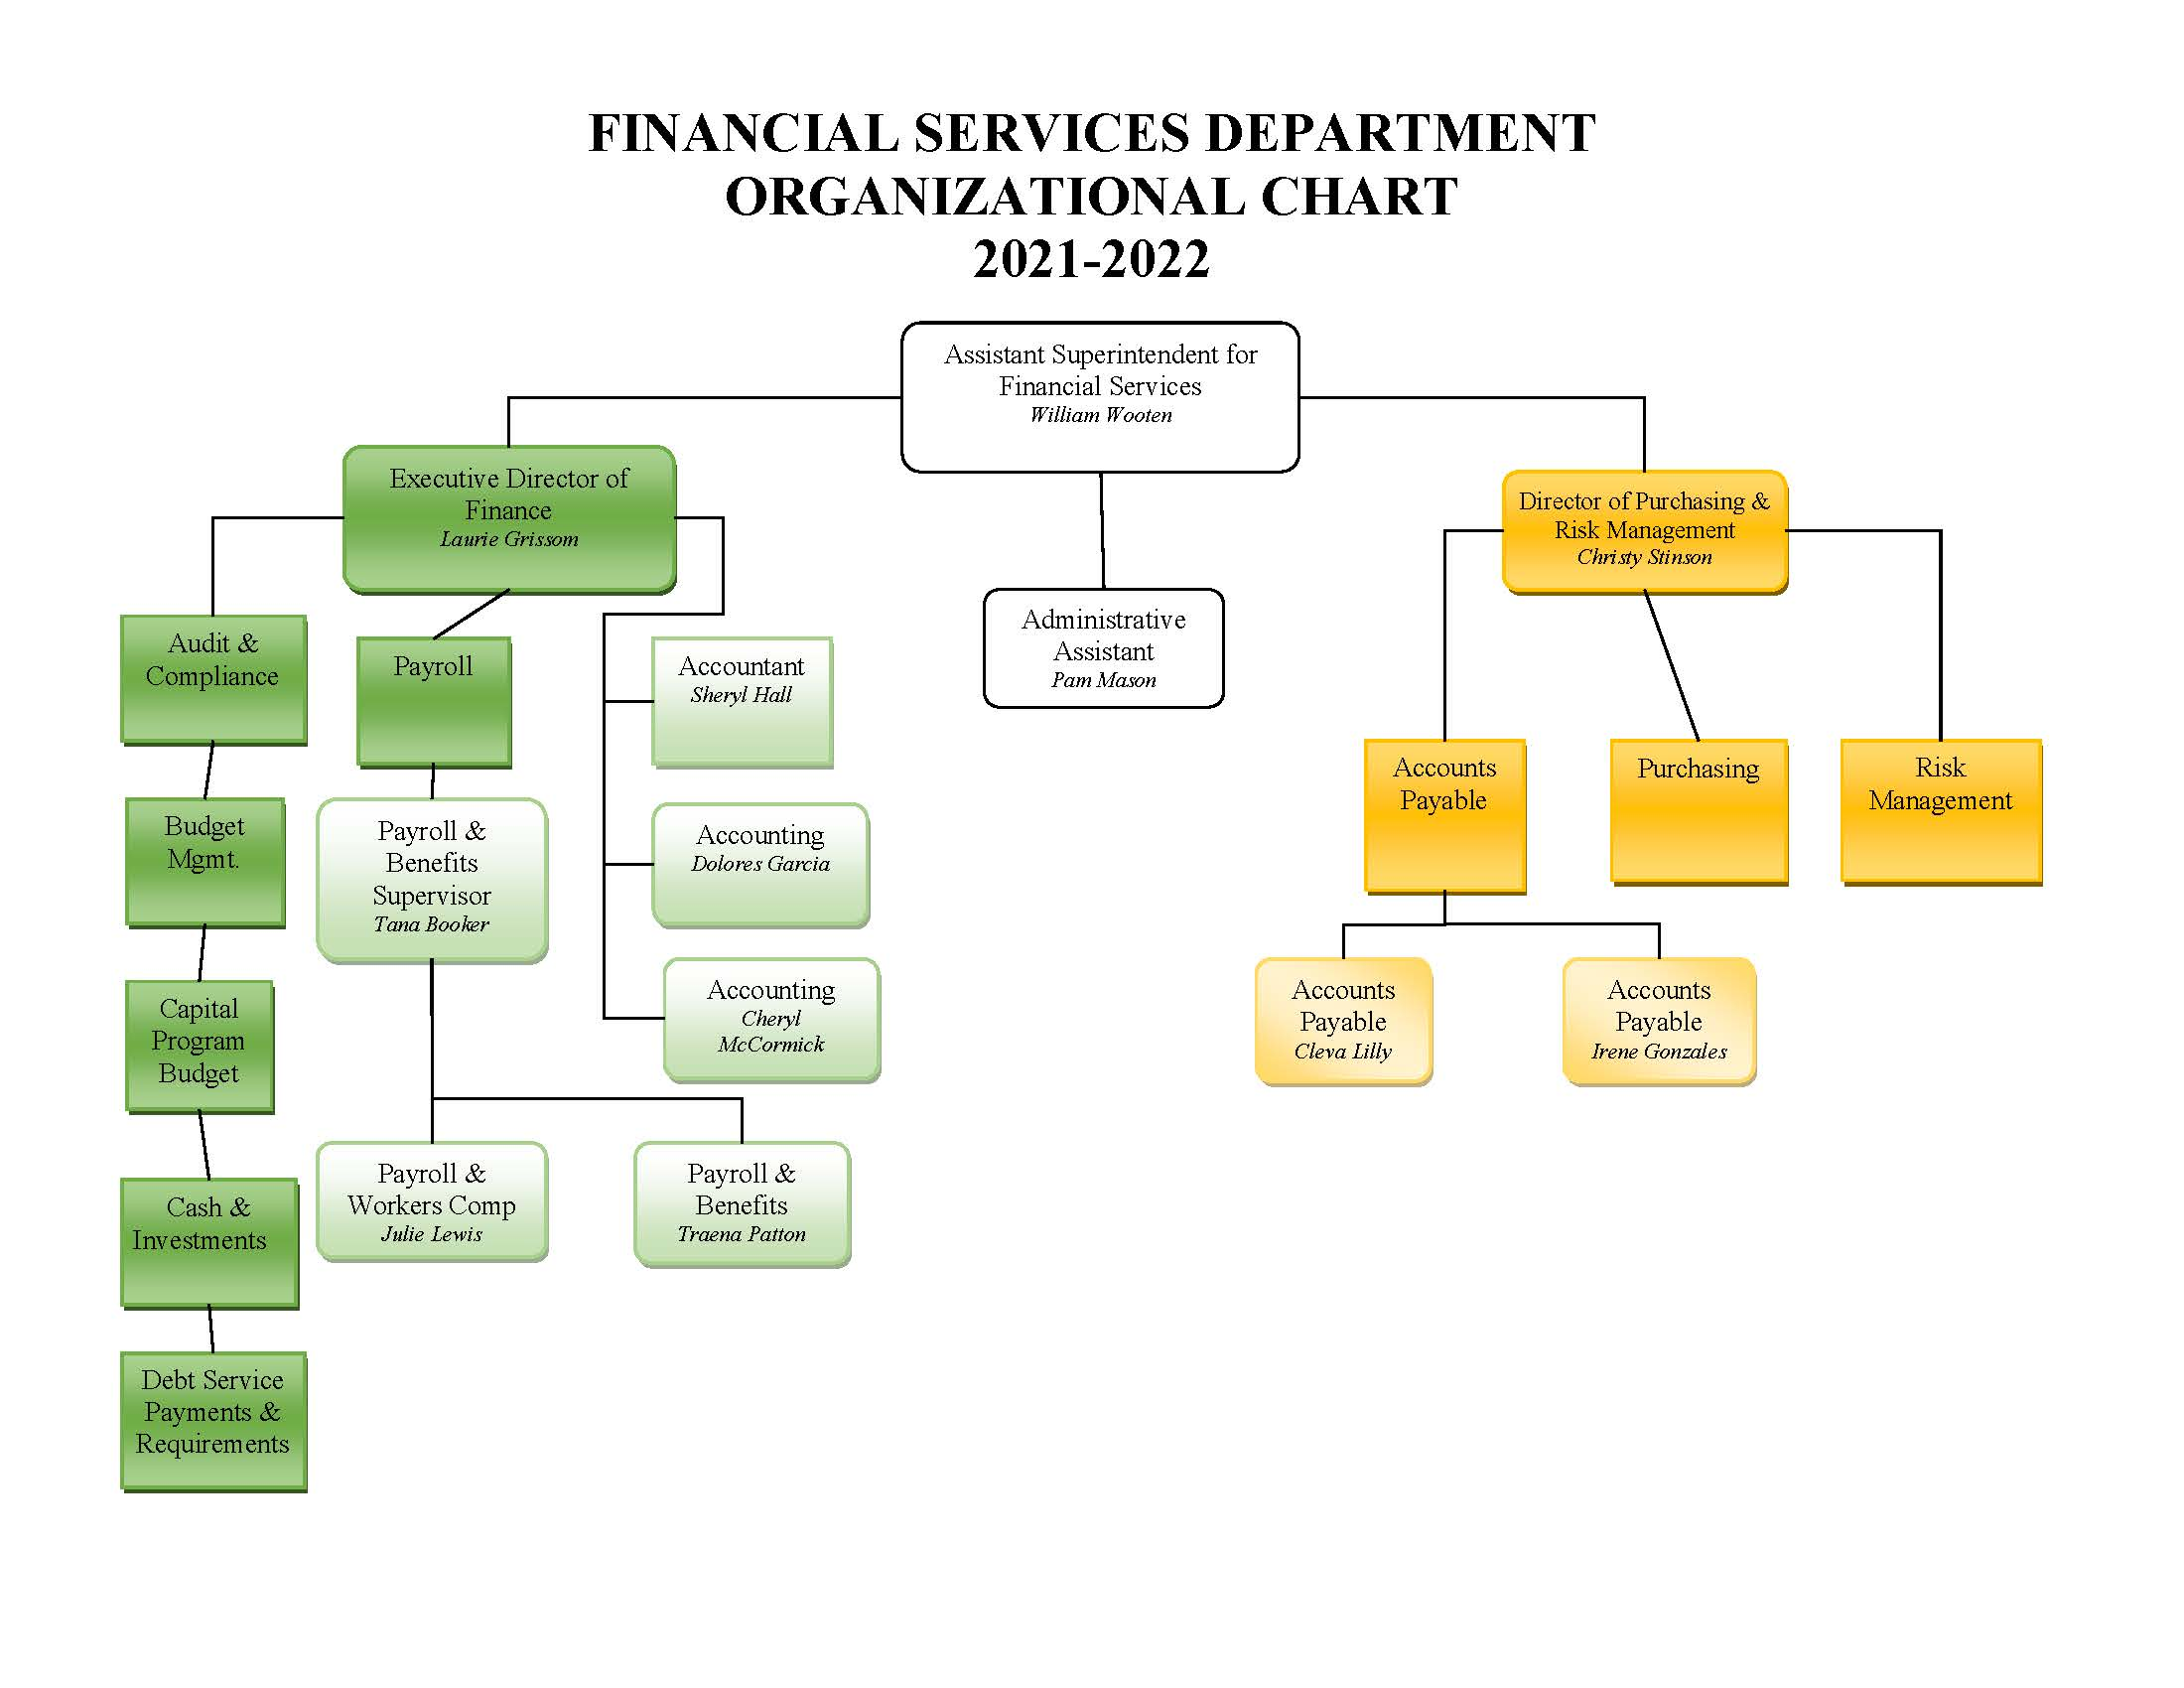 FINANCIAL SERVICES DEPARTMENT
ORGANIZATIONAL CHART
2021-2022
Assistant Superintendent for
Financial Services
William Wooten
Executive Director of
Finance
Laurie Grissom
Director of Purchasing &
Risk Management
Christy Stinson
Administrative
Assistant
Pam Mason
Audit &
Compliance
Payroll
Accountant
Sheryl Hall
Budget
Mgmt.
Payroll &
Benefits
Supervisor
Tana Booker
Accounting
Dolores Garcia
Accounts
Payable
Purchasing
Risk
Management
Capital
Program
Budget
Accounting
Cheryl
McCormick
Accounts
Payable
Cleva Lilly
Accounts
Payable
Irene Gonzales
Cash &
Investments
Payroll &
Workers Comp
Julie Lewis
Payroll &
Benefits
Traena Patton
Debt Service
Payments &
Requirements